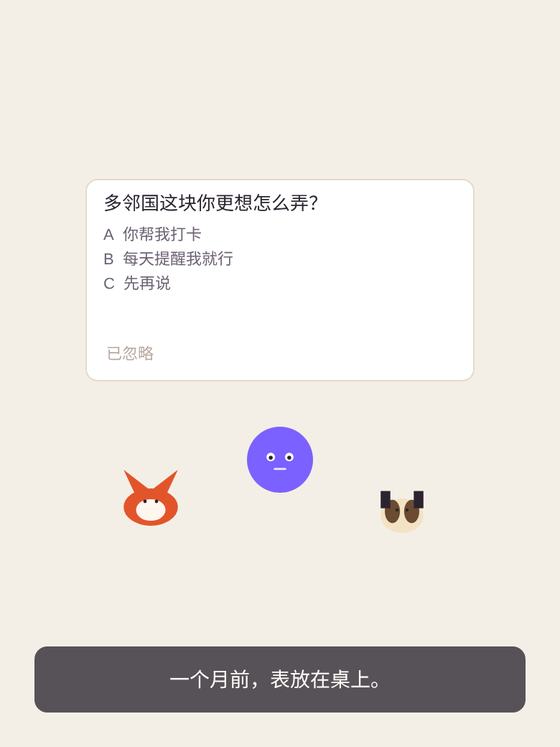 多邻国这块你更想怎么弄？
A 你帮我打卡
B 每天提醒我就行
C 先再说
已忽略
一个月前，表放在桌上。